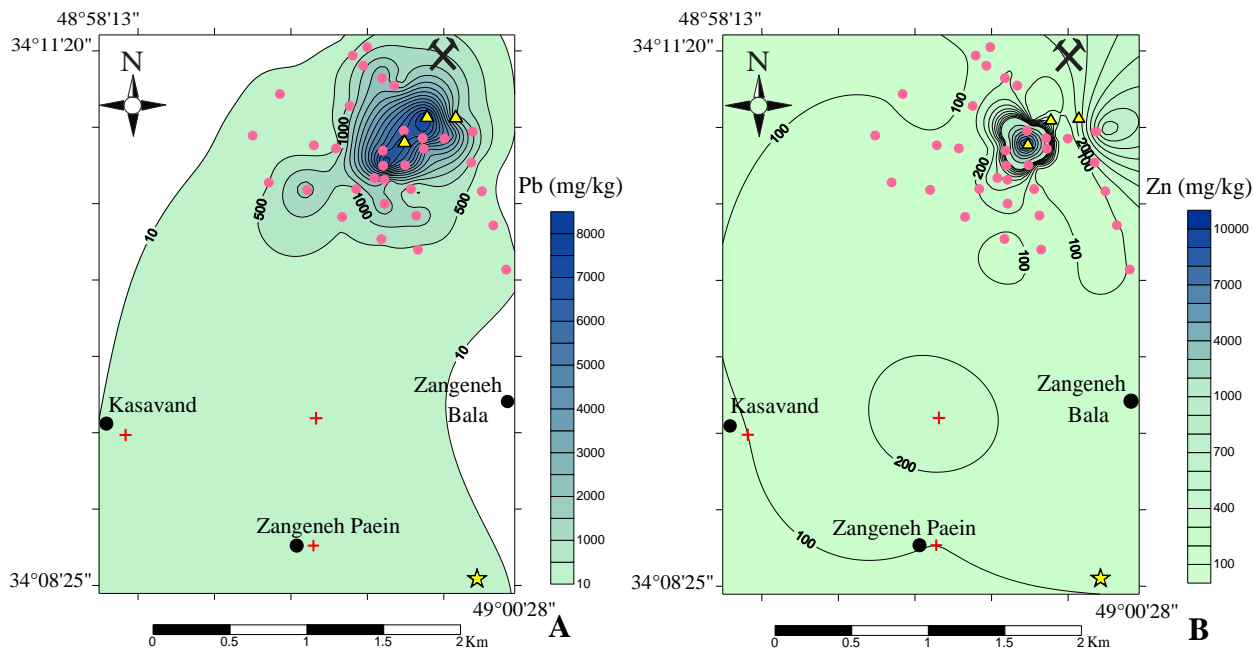 48°58'13"
34°11'20"
N
1000
500
1000
500
10
10
Pb (mg/kg)
8000
7000
6000
5000
4000
3000
2000
1000
10
Kasavand
Zangeneh
Bala
Zangeneh Paein
34°08'25"
49°00'28"
0
0.5
1
1.5
2 Km
A
48°58'13"
34°11'20"
N
100
100
200
200
100
100
100
200
100
Zn (mg/kg)
10000
7000
4000
1000
700
400
100
Kasavand
Zangeneh
Bala
Zangeneh Paein
34°08'25"
49°00'28"
0
0.5
1
1.5
2 Km
B